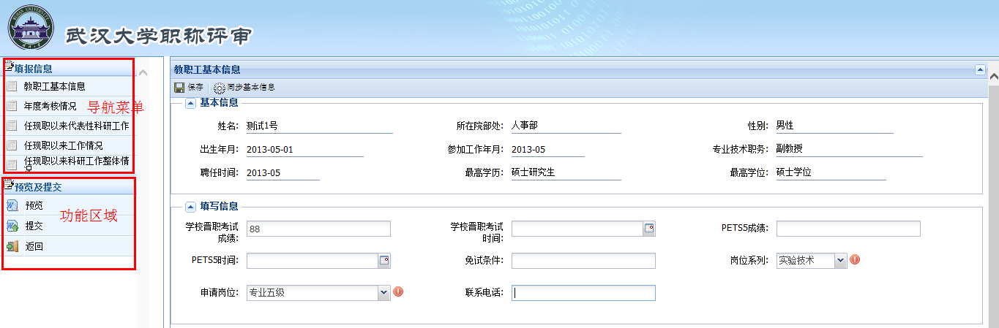 武汉大学职称评审
填报信息
教职工基本信息
年度考核情况
导航菜单
任现职以来代表性科研工作
任现职以来工作情况
任现职以来科研工作整体情
况
预览及提交
预览
功能区域
提交
返回
教职工基本信息
保存 同步基本信息
基本信息
姓名: 测试1号 所在院部处: 人事部 性别: 男性
出生年月: 2013-05-01 参加工作年月: 2013-05 专业技术职务: 副教授
聘任时间: 2013-05 最高学历: 硕士研究生 最高学位: 硕士学位
填写信息
学校晋职考试
成绩: 88 学校晋职考试
时间: PETS5成绩:
PETS5时间: 免试条件: 岗位系列: 实验技术
申请岗位: 专业五级 联系电话: